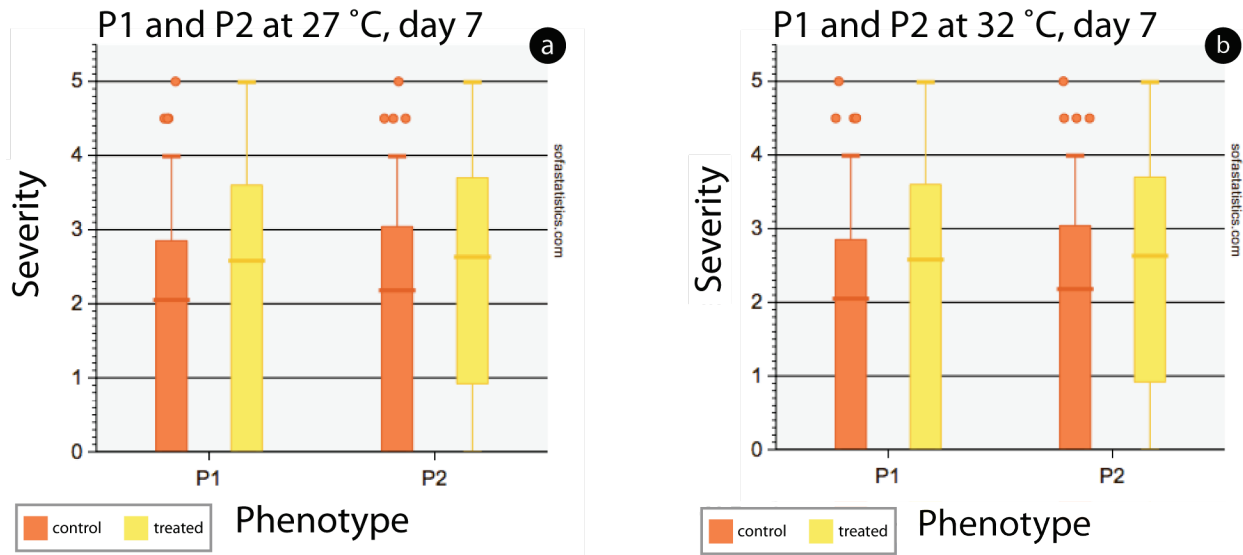 P1 and P2 at 27 ˚C, day 7
a
5
4
3
2
1
0
Severity
sofastatistics.com
P1
P2
control
treated
Phenotype
P1 and P2 at 32 ˚C, day 7
b
5
4
3
2
1
0
Severity
sofastatistics.com
P1
P2
control
treated
Phenotype